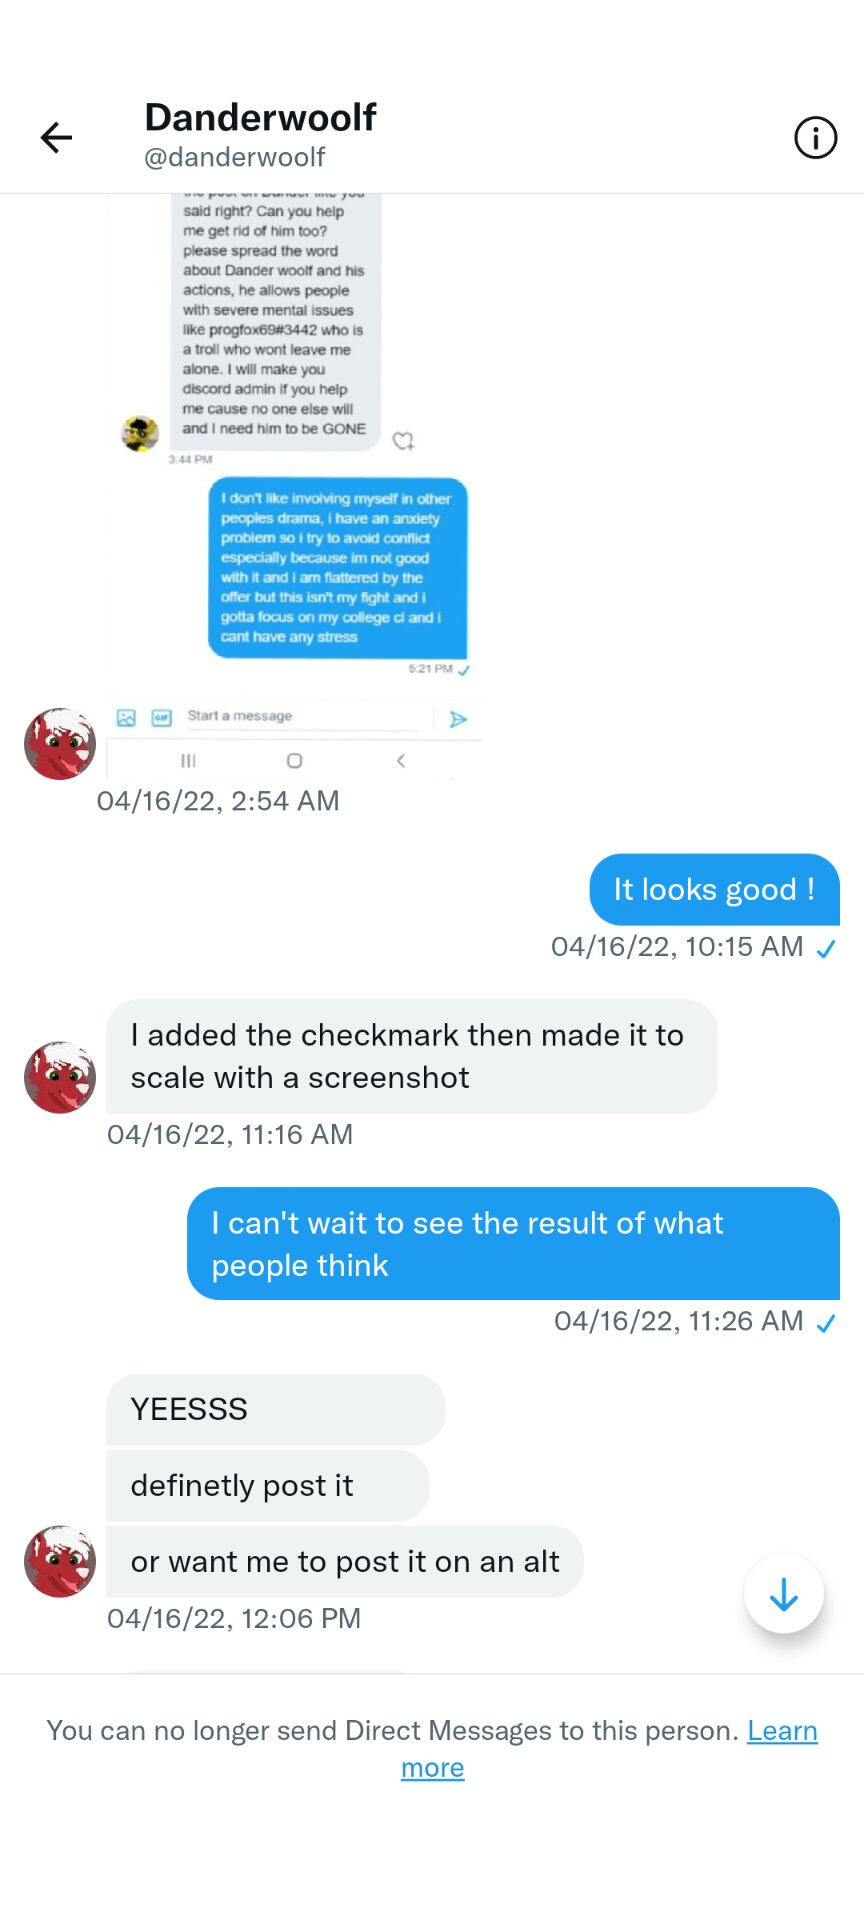 Danderwoolf
@danderwoolf
the post on Dander like you
said right? Can you help
me get rid of him too?
please spread the word
about Dander woolf and his
actions, he allows people
with severe mental issues
like progfox69#3442 who is
a troll who wont leave me
alone. I will make you
discord admin if you help
me cause no one else will
and I need him to be GONE
3:44 PM
I don't like involving myself in other
peoples drama, i have an anxiety
problem so i try to avoid conflict
especially because im not good
with it and i am flattered by the
offer but this isn't my fight and i
gotta focus on my college cl and i
cant have any stress
5:21 PM
GIF
Start a message
04/16/22, 2:54 AM
It looks good !
04/16/22, 10:15 AM
I added the checkmark then made it to
scale with a screenshot
04/16/22, 11:16 AM
I can't wait to see the result of what
people think
04/16/22, 11:26 AM
YEESSS
definetly post it
or want me to post it on an alt
04/16/22, 12:06 PM
You can no longer send Direct Messages to this person. Learn
more